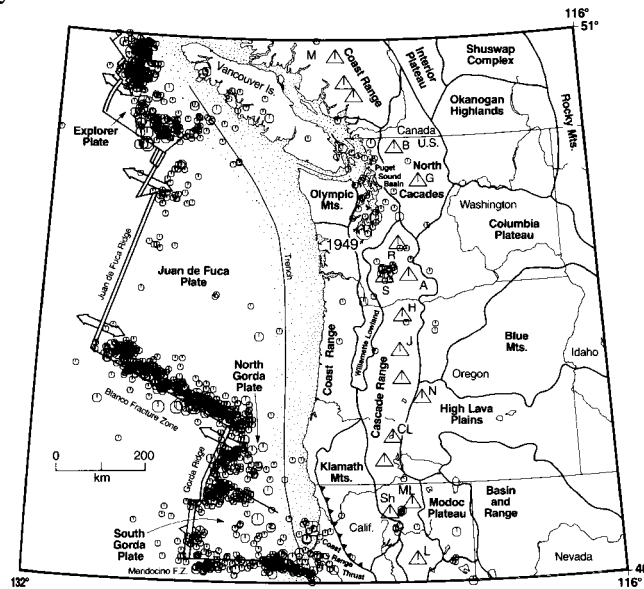 116°
51°
M
Coast
Range
Interior
Plateau
Shuswap
Complex
Vancouver Is.
Okanogan
Highlands
Rocky Mts.
Explorer
Plate
Canada
U.S.
B
Puget
Sound
Basin
North
Cacades
G
Olympic
Mts.
Washington
Columbia
Plateau
1949
R
Juan de Fuca Ridge
Juan de Fuca
Plate
Trench
S
A
H
Coast Range
Willamette Lowland
J
Blue
Mts.
Idaho
Cascade Range
Oregon
North
Gorda
Plate
N
High Lava
Plains
Blanco Fracture Zone
CL
0
200
km
Gorda Ridge
Klamath
Mts.
ML
Sh
Modoc
Plateau
Basin
and
Range
Calif.
South
Gorda
Plate
Coast
Range
Thrust
L
Nevada
Mendocino F.Z.
132°
116°